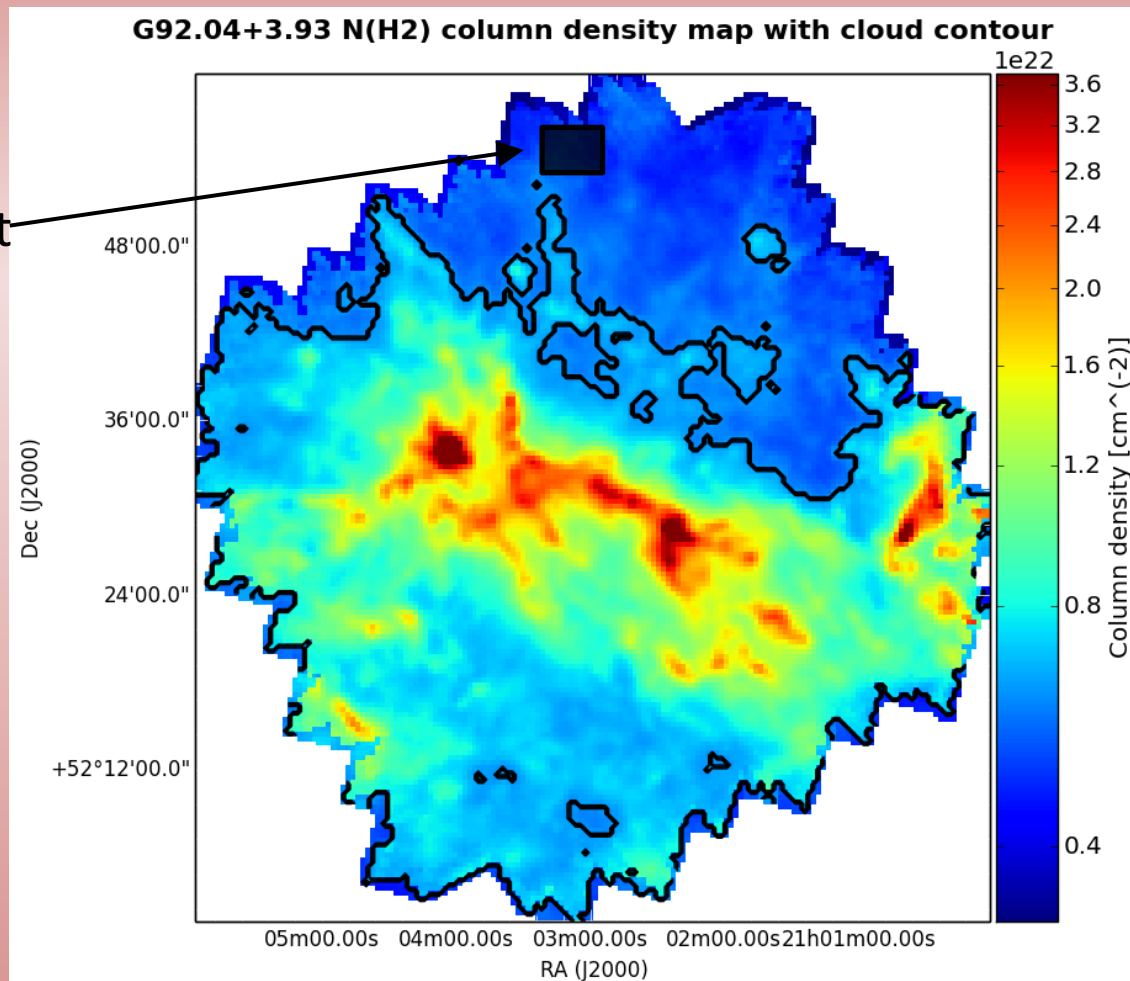 G92.04+3.93 N(H2) column density map with cloud contour
1e22
3.6
3.2
2.8
2.4
2.0
1.6
1.2
0.8
0.4
Column density [cm^(-2)]
t
48'00.0"
36'00.0"
24'00.0"
+52°12'00.0"
Dec (J2000)
05m00.00s 04m00.00s 03m00.00s 02m00.00s21h01m00.00s
RA (J2000)